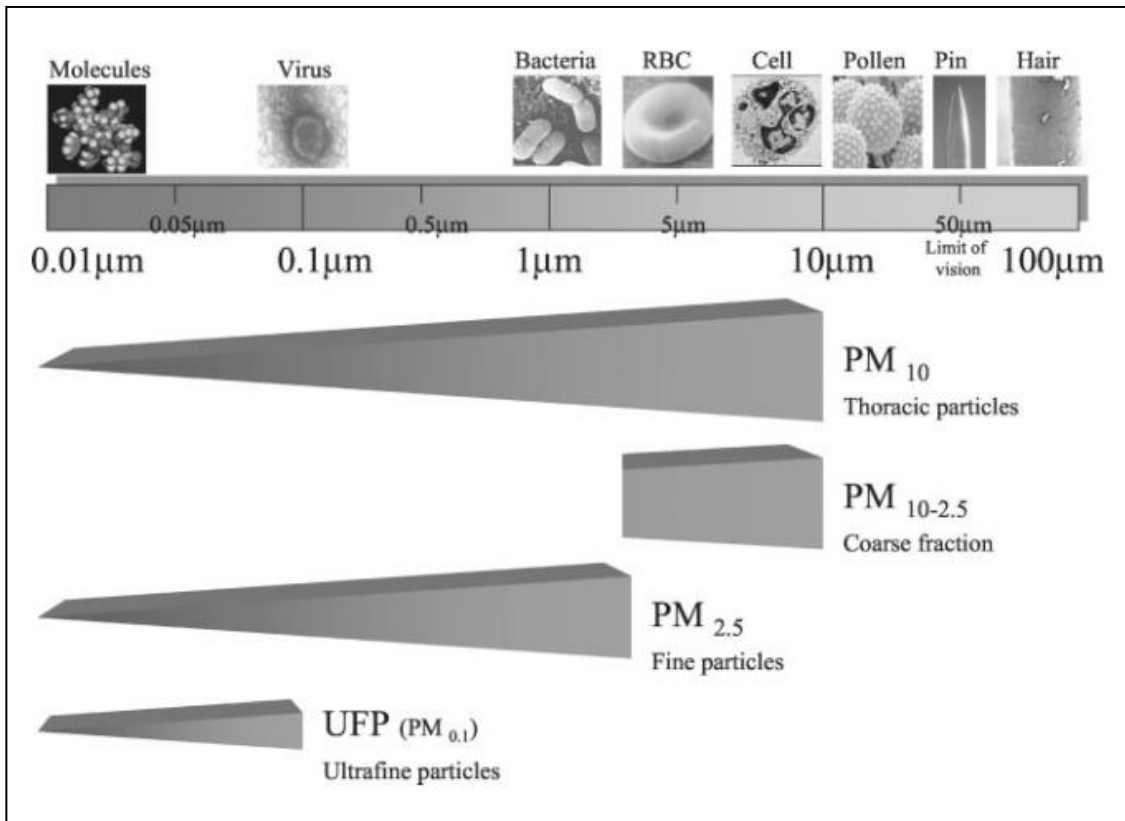 Molecules Virus Bacteria RBC Cell Pollen Pin Hair
0.05μm 0.5μm 5μm 50μm
0.01μm 0.1μm 1μm 10μm Limit of vision 100μm
PM 10
Thoracic particles
PM 10-2.5
Coarse fraction
PM 2.5
Fine particles
UFP (PM 0.1)
Ultrafine particles